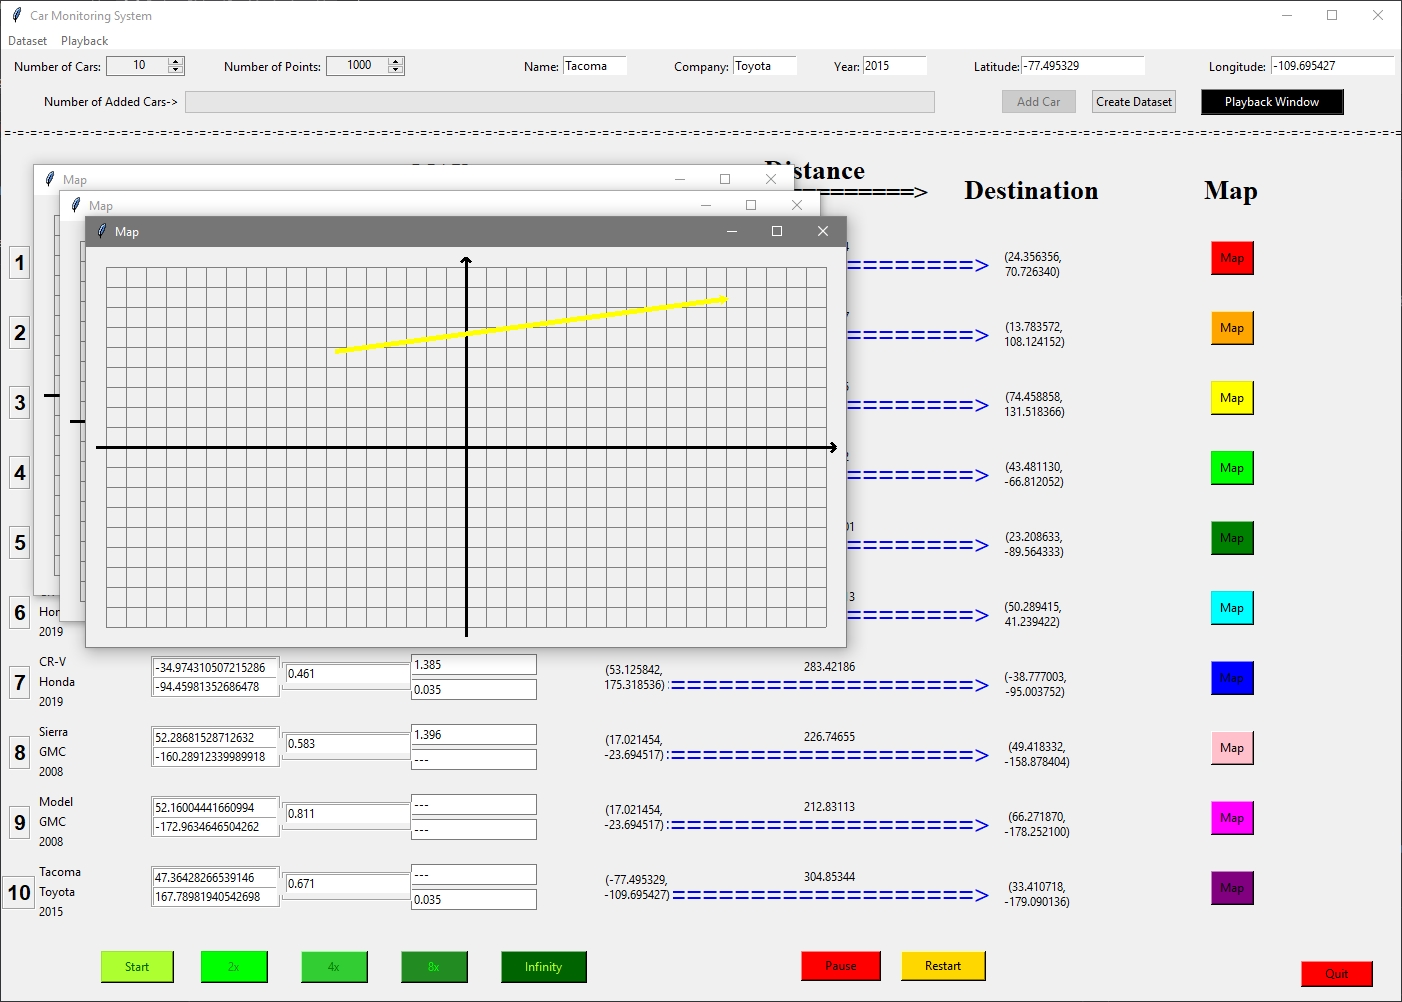 Car Monitoring System
Dataset Playback
Number of Cars: 10 Number of Points: 1000 Name: Tacoma Company: Toyota Year: 2015 Latitude: -77.495329 Longitude: -109.695427
Number of Added Cars-> Add Car Create Dataset Playback Window
Distance
==========>
Destination Map
Map
Map
Map
1 ========> (24.356356,
70.726340) Map
2 ========> (13.783572,
108.124152) Map
3 ========> (74.458858,
131.518366) Map
4 ========> (43.481130,
-66.812052) Map
5 ========> (23.208633,
-89.564333) Map
6 Hor
2019
========> (50.289415,
41.239422) Map
7 CR-V
Honda
2019
-34.974310507215286
-94.45981352686478
0.461
1.385
0.035
(53.125842,
175.318536)
283.42186
===================>
(-38.777003,
-95.003752)
Map
8 Sierra
GMC
2008
52.28681528712632
-160.28912339989918
0.583
1.396
---
(17.021454,
-23.694517)
226.74655
===================>
(49.418332,
-158.878404)
Map
9 Model
GMC
2008
52.16004441660994
-172.9634646504262
0.811
---
---
(17.021454,
-23.694517)
212.83113
===================>
(66.271870,
-178.252100)
Map
10 Tacoma
Toyota
2015
47.36428266539146
167.78981940542698
0.671
---
0.035
(-77.495329,
-109.695427)
304.85344
===================>
(33.410718,
-179.090136)
Map
Start 2x 4x 8x Infinity Pause Restart Quit